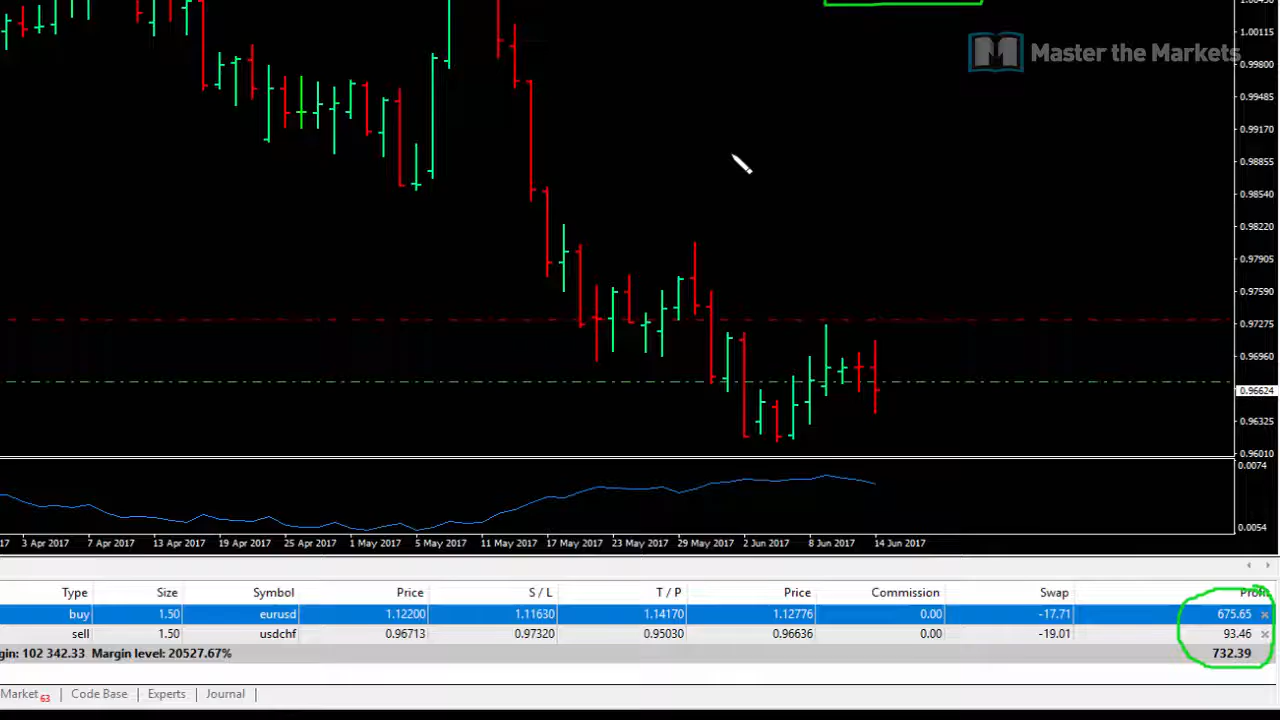 1.00115
Master the Markets
0.99800
0.99485
0.99170
0.98855
0.98540
0.98220
0.97905
0.97590
0.97275
0.96960
0.96624
0.96325
0.96010
0.0074
0.0054
3 Apr 2017 7 Apr 2017 13 Apr 2017 19 Apr 2017 25 Apr 2017 1 May 2017 5 May 2017 11 May 2017 17 May 2017 23 May 2017 29 May 2017 2 Jun 2017 8 Jun 2017 14 Jun 2017
Type Size Symbol Price S / L T / P Price Commission Swap Profit
buy 1.50 eurusd 1.12200 1.11630 1.14170 1.12776 0.00 -17.71 675.65
sell 1.50 usdchf 0.96713 0.97320 0.95030 0.96636 0.00 -19.01 93.46
gin: 102 342.33 Margin level: 20527.67% 732.39
Market 63 | Code Base | Experts | Journal |